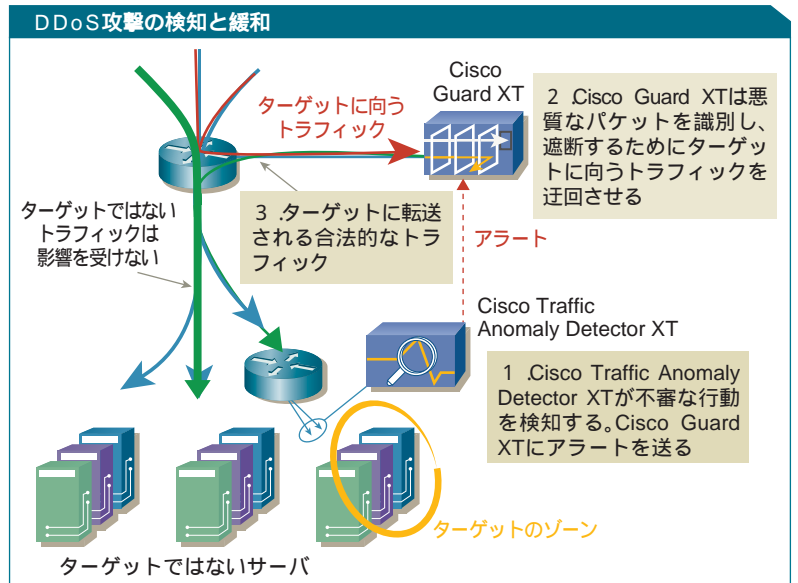 DDoS攻撃の検知と緩和
Cisco
Guard XT
ターゲットに向う
トラフィック
2 .Cisco Guard XTは悪
質なパケットを識別し、
遮断するためにターゲッ
トに向うトラフィックを
迂回させる
ターゲットではない
トラフィックは
影響を受けない
3 .ターゲットに転送
される合法的なトラ
フィック
アラート
Cisco Traffic
Anomaly Detector XT
1 .Cisco Traffic Anomaly
Detector XTが不審な行動
を検知する。Cisco Guard
XTにアラートを送る
ターゲットのゾーン
ターゲットではないサーバ